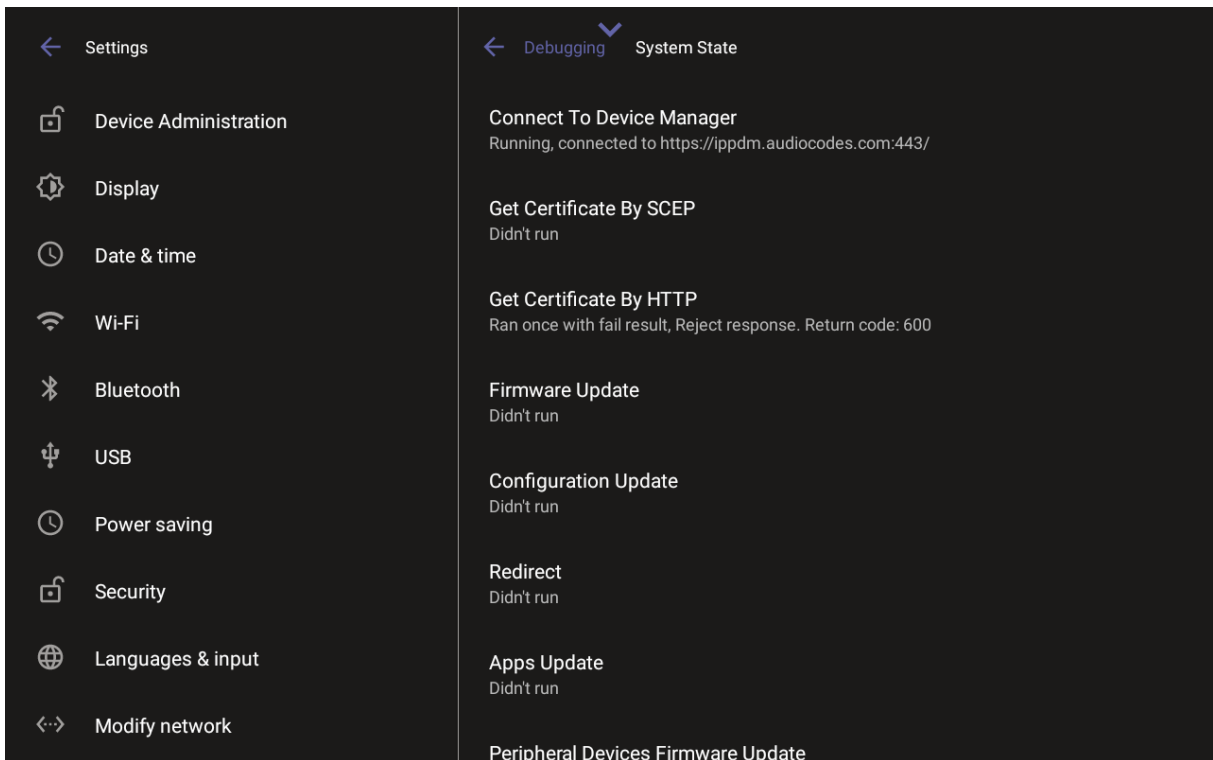 Settings
Device Administration
Display
Date & time
Wi-Fi
Bluetooth
USB
Power saving
Security
Languages & input
Modify network
Debugging System State
Connect To Device Manager
Running, connected to https://ippdm.audiocodes.com:443/
Get Certificate By SCEP
Didn't run
Get Certificate By HTTP
Ran once with fail result, Reject response. Return code: 600
Firmware Update
Didn't run
Configuration Update
Didn't run
Redirect
Didn't run
Apps Update
Didn't run
Peripheral Devices Firmware Update